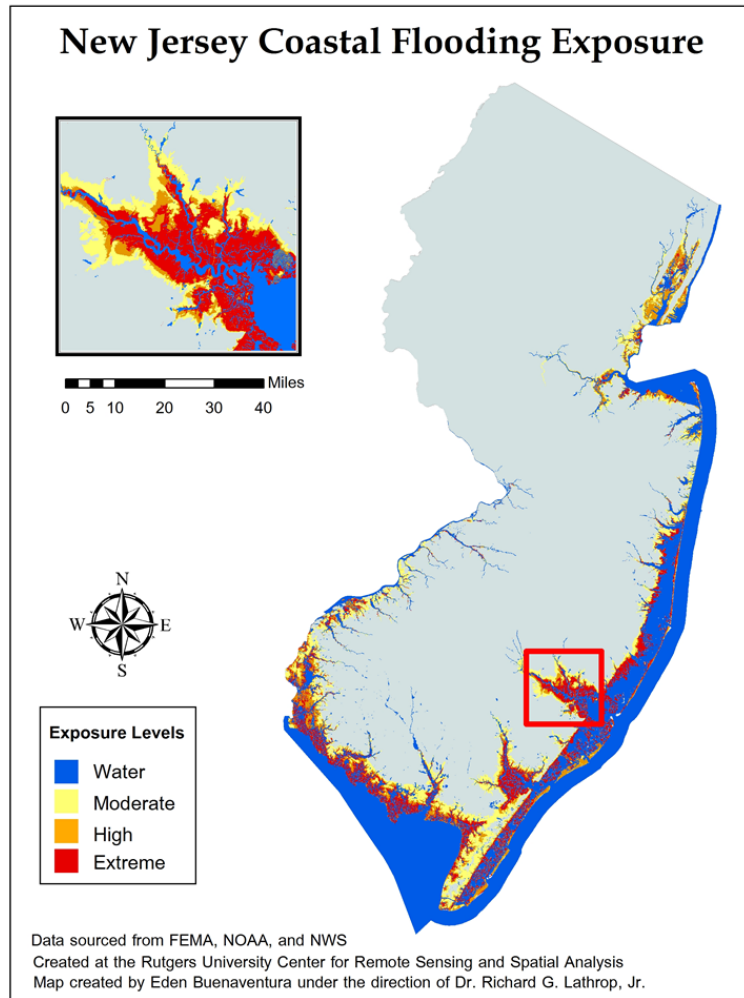 New Jersey Coastal Flooding Exposure
Miles
0 5 10 20 30 40
N
W E
S
Exposure Levels
Water
Moderate
High
Extreme
Data sourced from FEMA, NOAA, and NWS
Created at the Rutgers University Center for Remote Sensing and Spatial Analysis
Map created by Eden Buenaventura under the direction of Dr. Richard G. Lathrop, Jr.